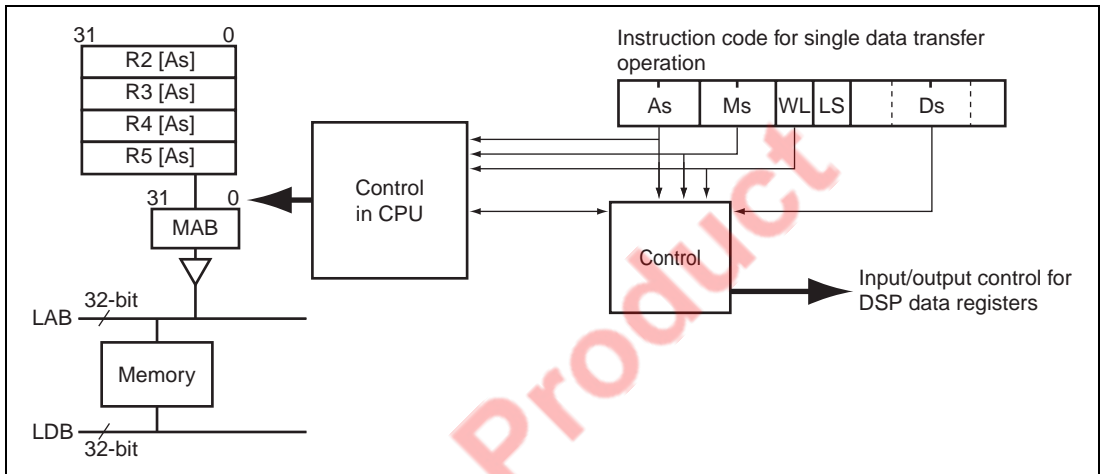 31 0
R2 [As]
R3 [As]
R4 [As]
R5 [As]
31 0
MAB
32-bit
LAB
Memory
LDB
32-bit
Control
in CPU
Instruction code for single data transfer
operation
As Ms WL LS Ds
Control
Input/output control for
DSP data registers
Product